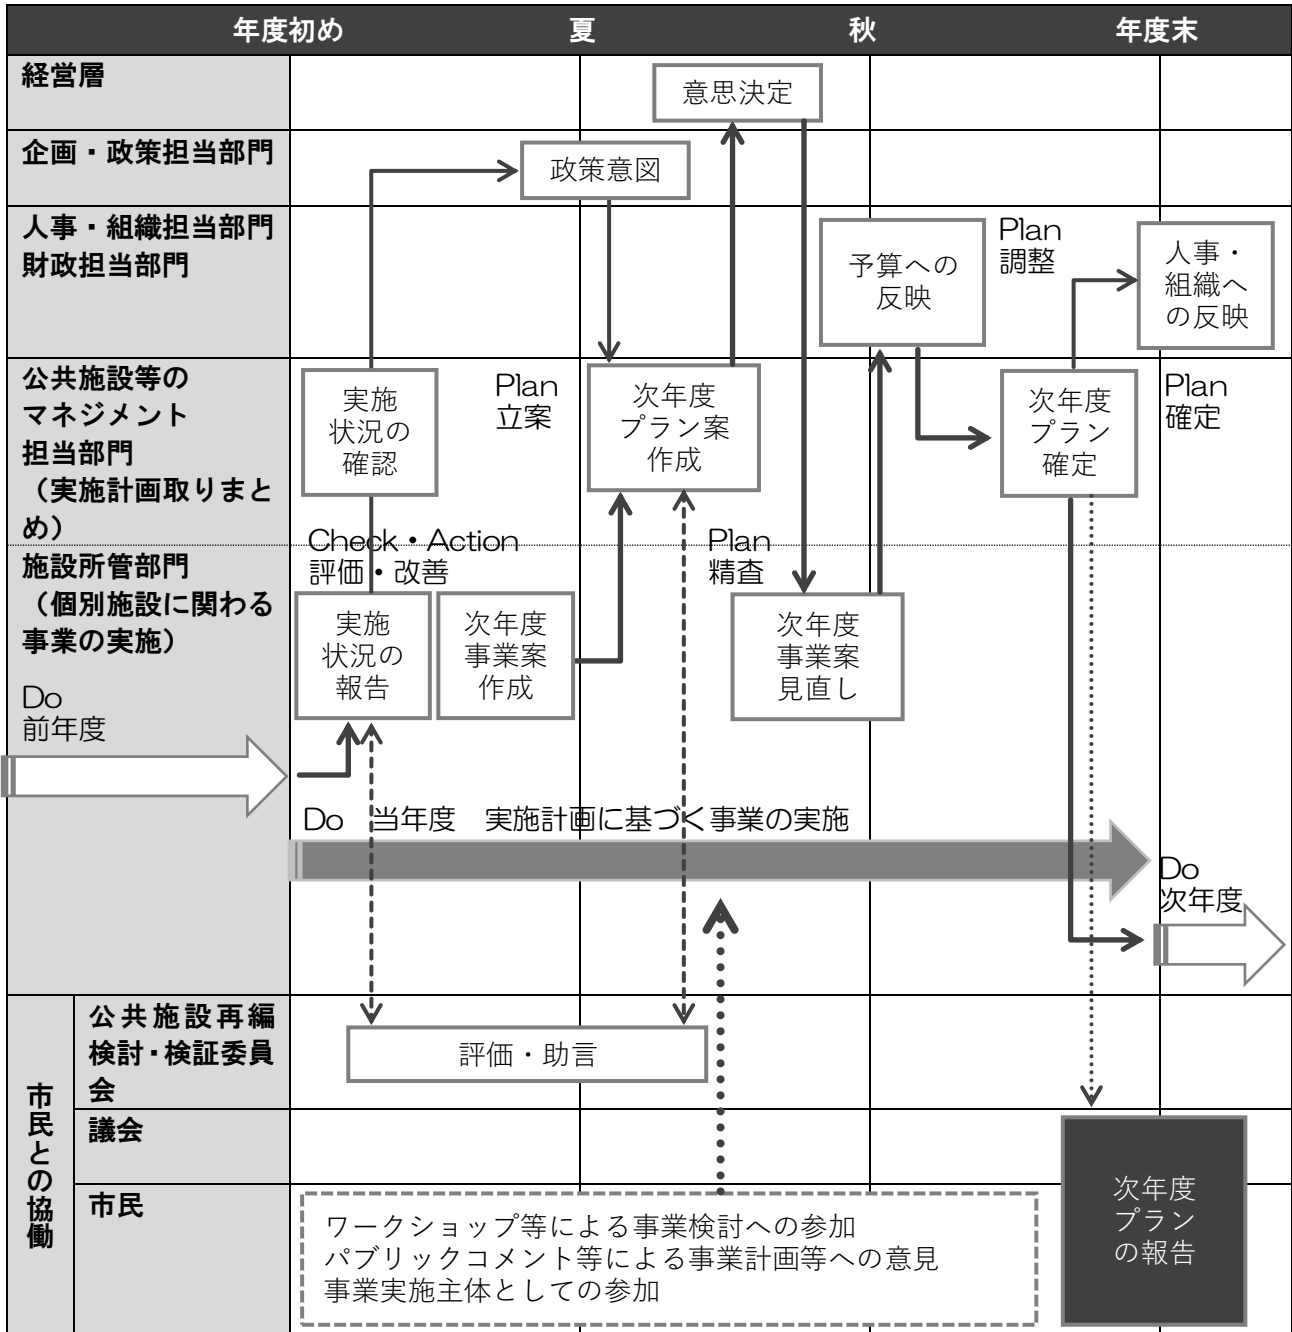 年度初め
夏
秋
年度末
経営層
意思決定
企画・政策担当部門
政策意図
人事・組織担当部門
財政担当部門
予算への
反映
Plan
調整
人事・
組織へ
の反映
公共施設等の
マネジメント
担当部門
（実施計画取りまと
め）
実施
状況の
確認
Plan
立案
次年度
プラン案
作成
次年度
プラン
確定
Plan
確定
Check・Action
評価・改善
Plan
精査
施設所管部門
（個別施設に関わる
事業の実施）
実施
状況の
報告
次年度
事業案
作成
次年度
事業案
見直し
Do
前年度
Do　当年度　実施計画に基づく事業の実施
Do
次年度
市民との協働
公共施設再編
検討・検証委員
会
評価・助言
議会
市民
ワークショップ等による事業検討への参加
パブリックコメント等による事業計画等への意見
事業実施主体としての参加
次年度
プラン
の報告